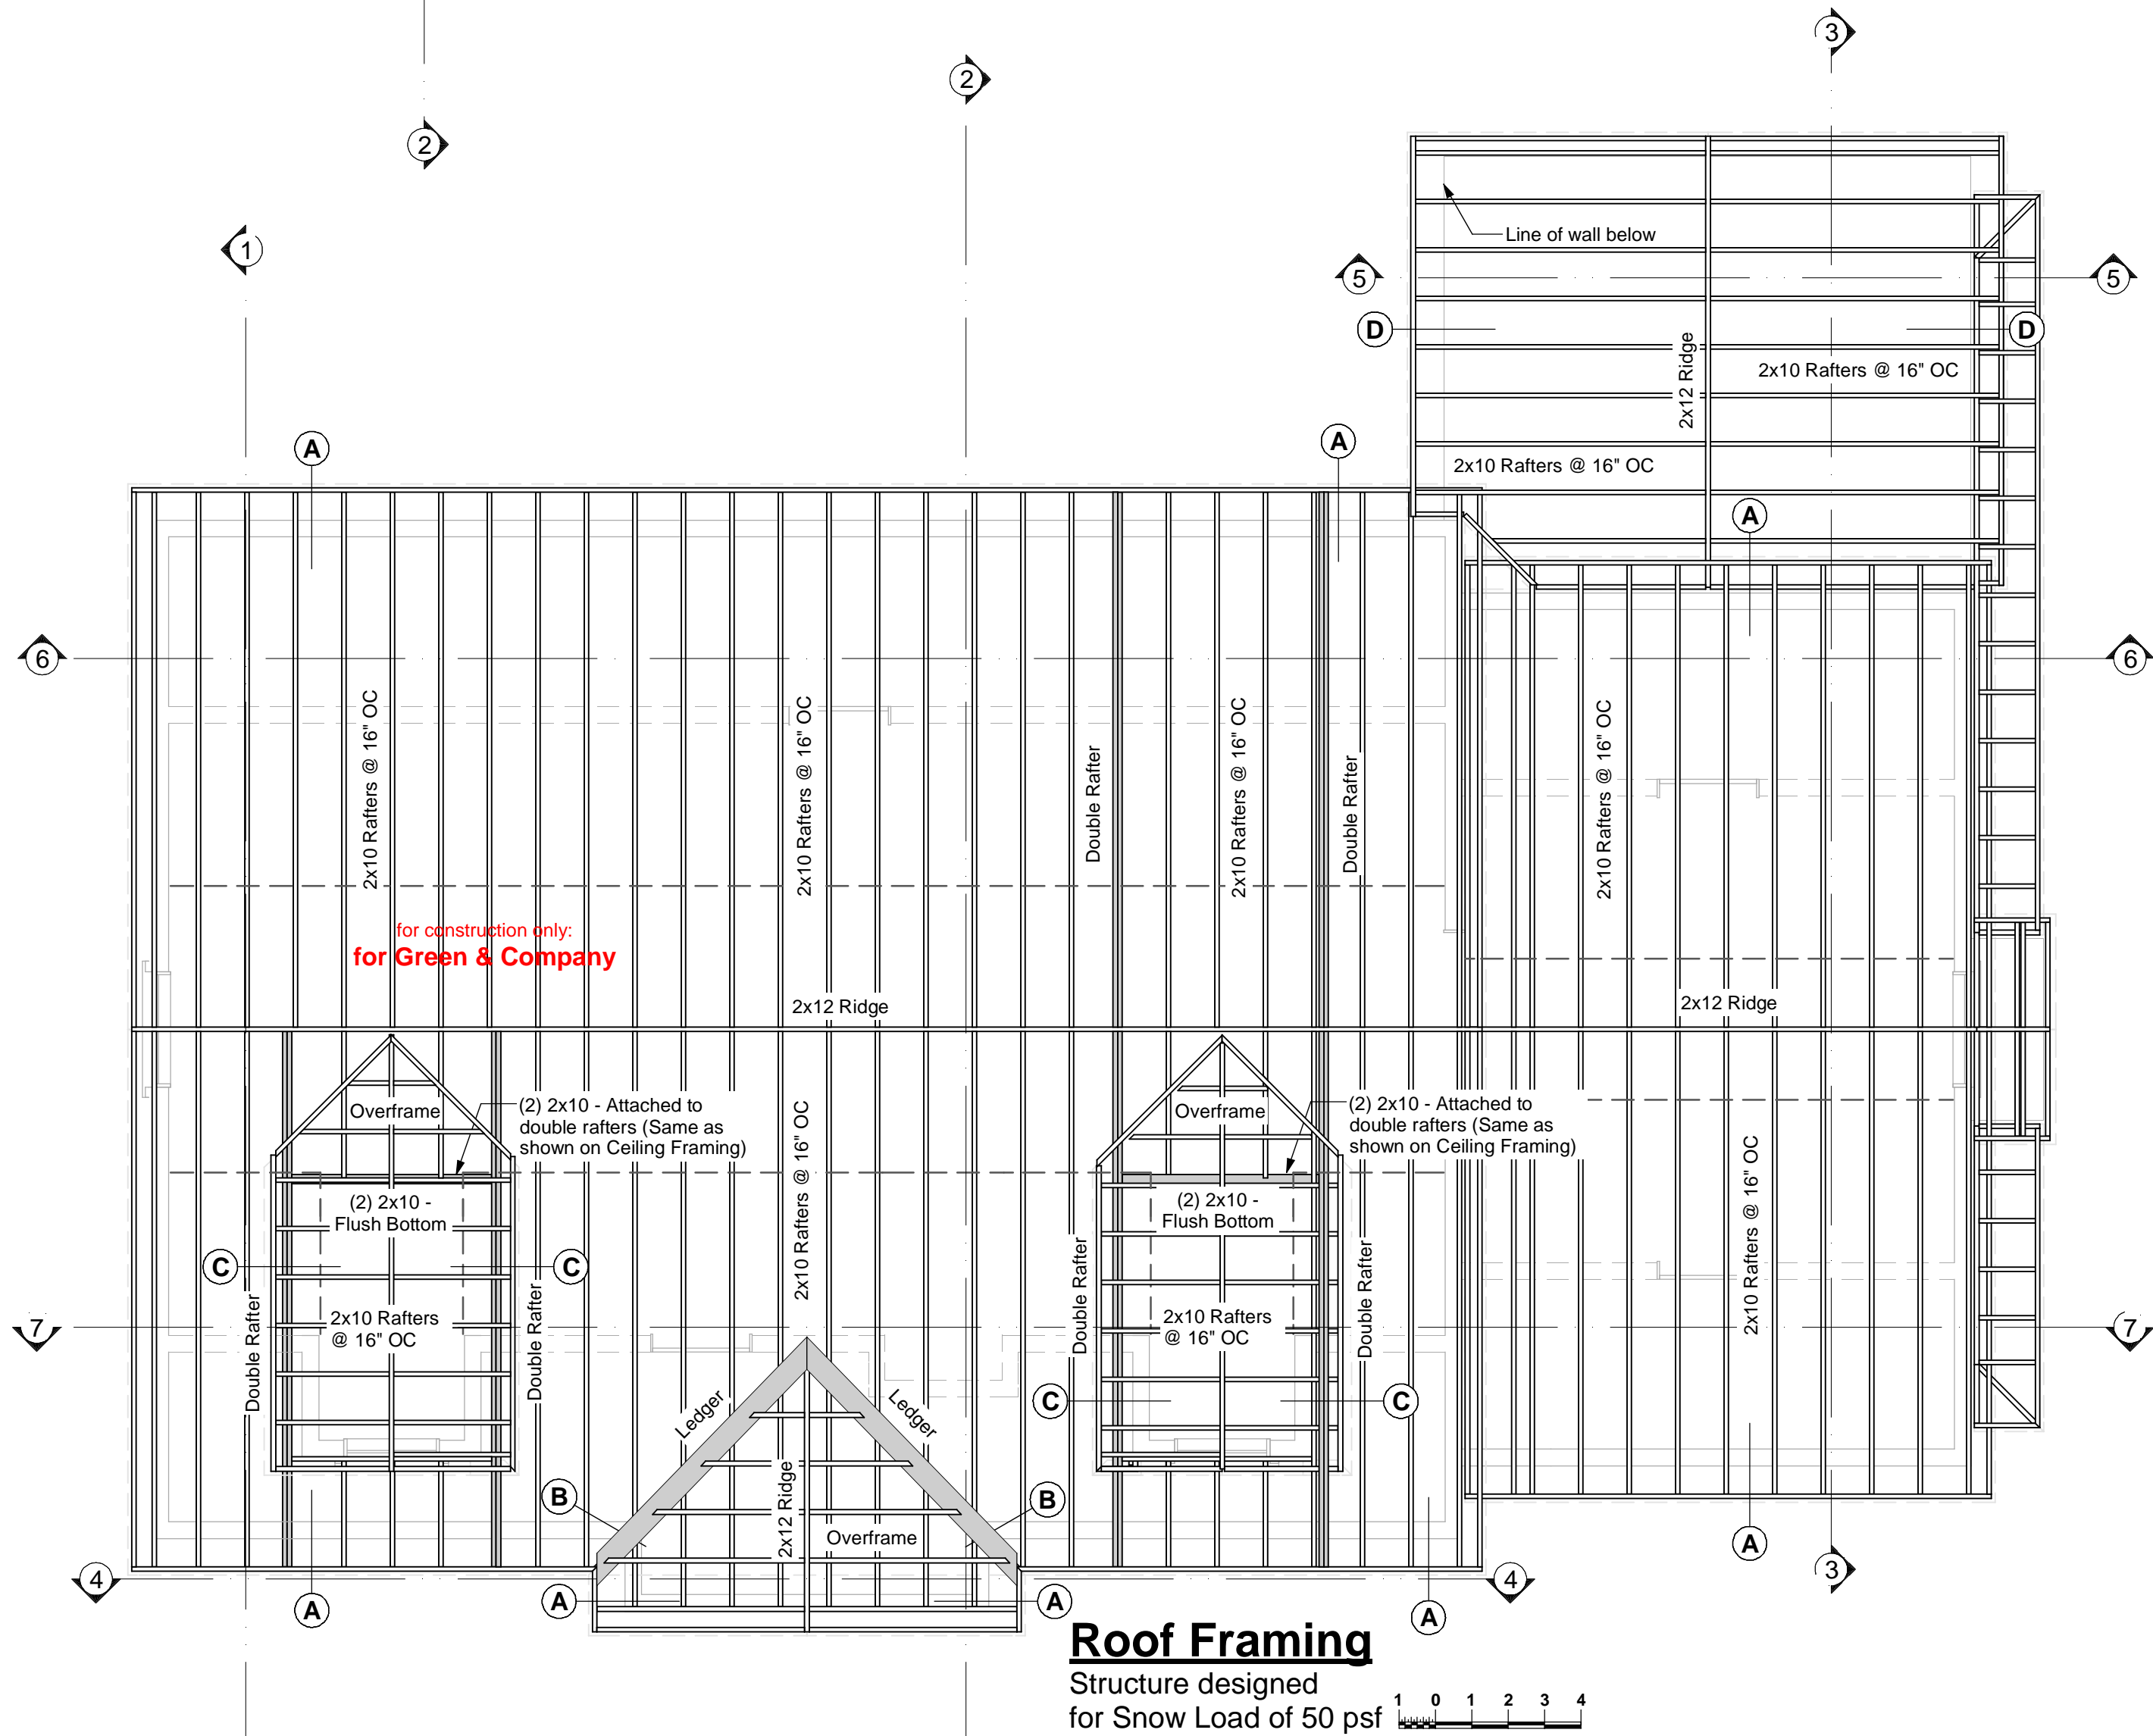 3
2
2
1
Line of wall below
5
5
D
D
2x12 Ridge
2x10 Rafters @ 16" OC
A
A
2x10 Rafters @ 16" OC
A
6
6
2x10 Rafters @ 16" OC
2x10 Rafters @ 16" OC
Double Rafter
2x10 Rafters @ 16" OC
Double Rafter
2x10 Rafters @ 16" OC
for construction only:
for Green & Company
2x12 Ridge
2x12 Ridge
Overframe
(2) 2x10 - Attached to
double rafters (Same as
shown on Ceiling Framing)
2x10 Rafters @ 16" OC
Overframe
(2) 2x10 - Attached to
double rafters (Same as
shown on Ceiling Framing)
2x10 Rafters @ 16" OC
(2) 2x10 -
Flush Bottom
(2) 2x10 -
Flush Bottom
C
C
Double Rafter
2x10 Rafters
@ 16" OC
Double Rafter
Double Rafter
2x10 Rafters
@ 16" OC
Double Rafter
7
7
Ledger
Ledger
C
C
2x12 Ridge
B
B
Overframe
A
4
4
3
A
A
A
A
Roof Framing
Structure designed
for Snow Load of 50 psf
1 0 1 2 3 4